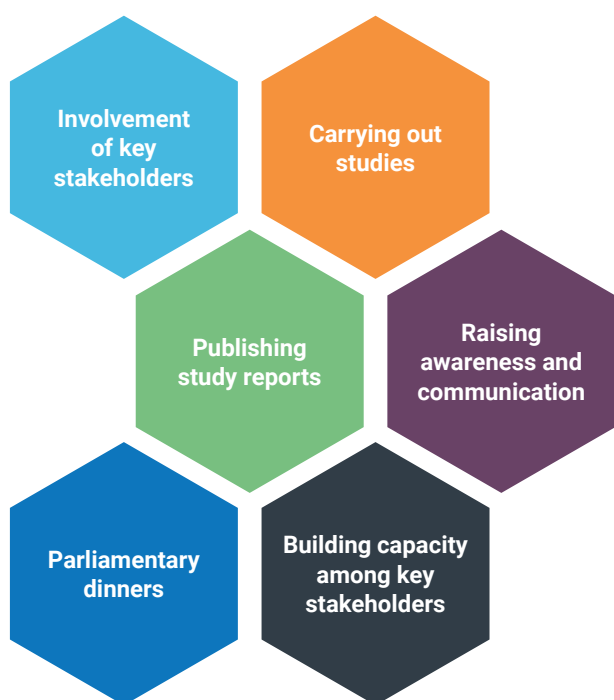 Involvement
of key
stakeholders
Carrying out
studies
Publishing
study reports
Raising
awareness and
communication
Parliamentary
dinners
Building capacity
among key
stakeholders